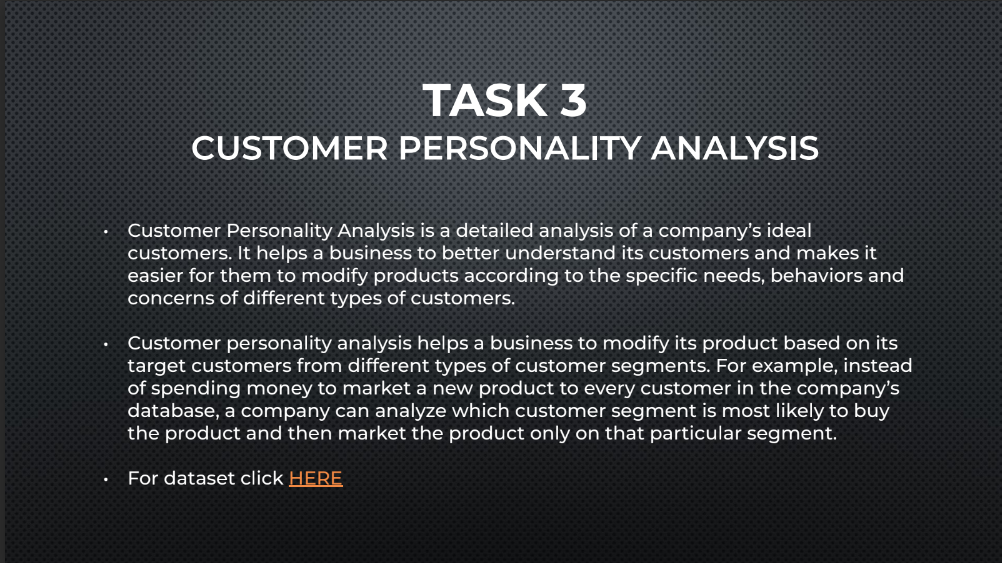 TASK 3
CUSTOMER PERSONALITY ANALYSIS
• Customer Personality Analysis is a detailed analysis of a company's ideal
customers. It helps a business to better understand its customers and makes it
easier for them to modify products according to the specific needs, behaviors and
concerns of different types of customers.
• Customer personality analysis helps a business to modify its product based on its
target customers from different types of customer segments. For example, instead
of spending money to market a new product to every customer in the company's
database, a company can analyze which customer segment is most likely to buy
the product and then market the product only on that particular segment.
• For dataset click HERE